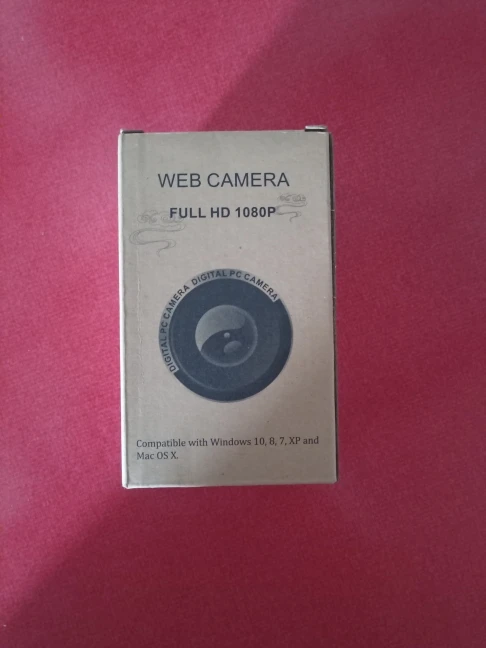 WEB CAMERA
FULL HD 1080P
DIGITAL PC CAMERA DIGITAL PC CAMERA
Compatible with Windows 10, 8, 7, XP and
Mac OS X.